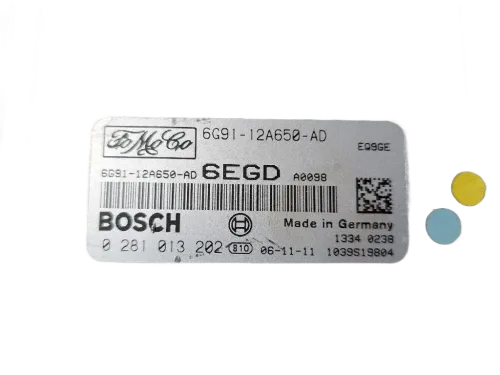 FoMoCo 6G91-12A650-AD
EQ9GE
6G91-12A650-AD 6EGD A0098
BOSCH Made in Germany
1334 0238
0 281 013 202 810 06-11-11 1039S19804